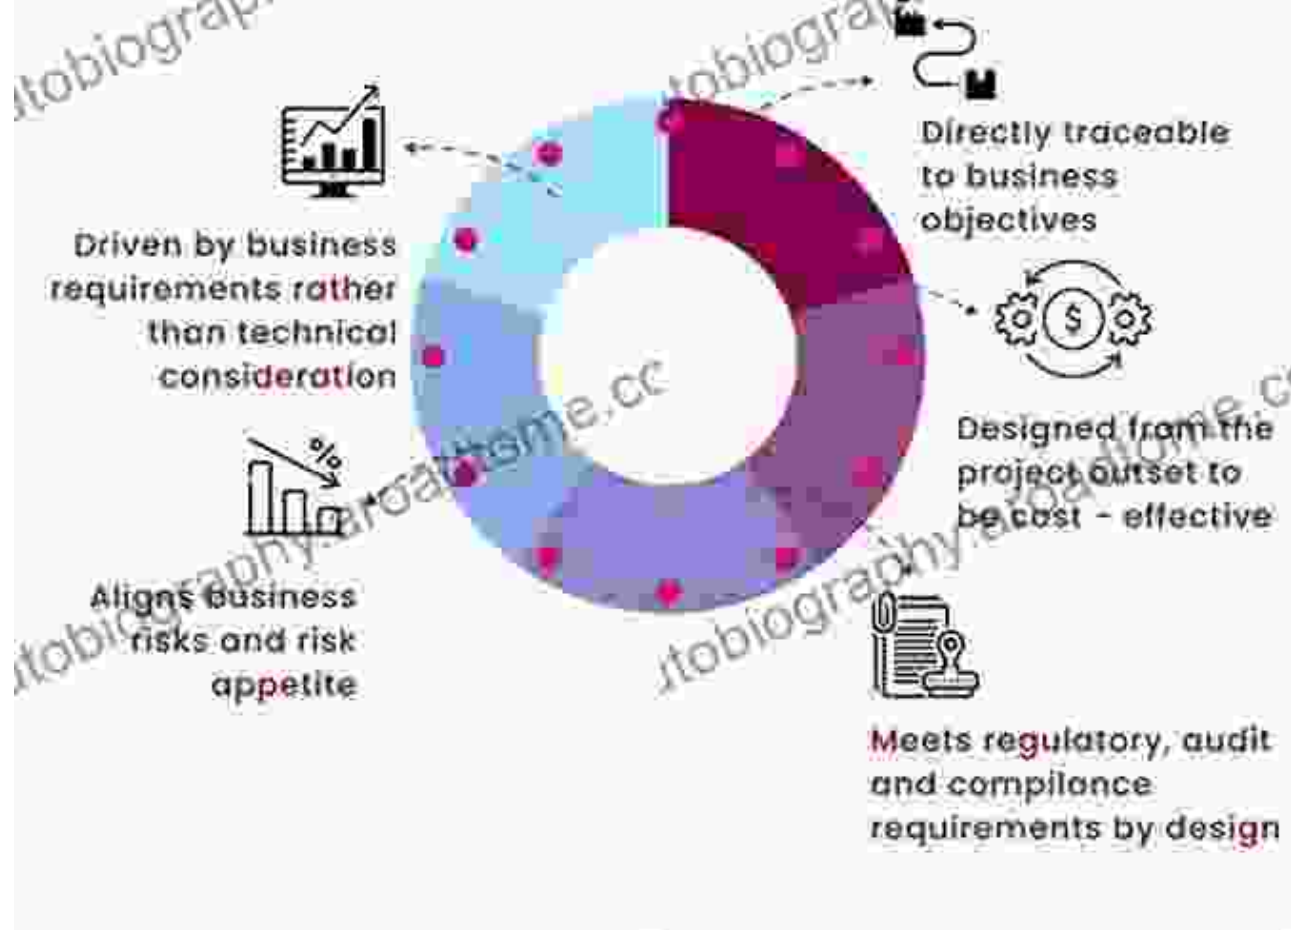 Directly traceable
to business
objectives
Driven by business
requirements rather
than technical
consideration
$
Designed from the
project outset to
be cost - effective
%
Aligns Business
risks and risk
appetite
Meets regulatory, audit
and compilance
requirements by design